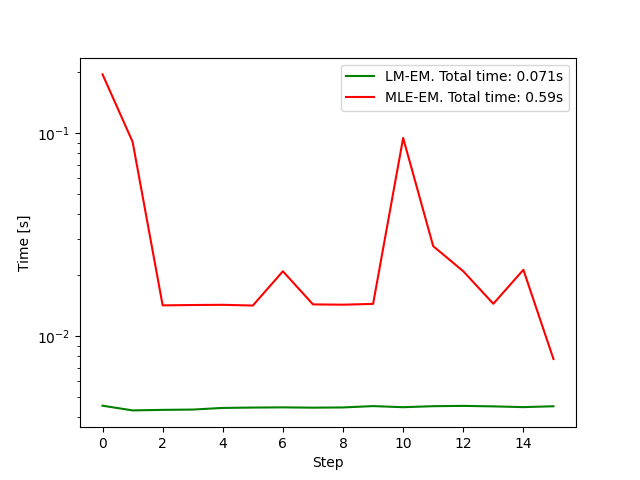 LM-EM. Total time: 0.071s
MLE-EM. Total time: 0.59s
Time [s]
10⁻¹
10⁻²
0 2 4 6 8 10 12 14
Step